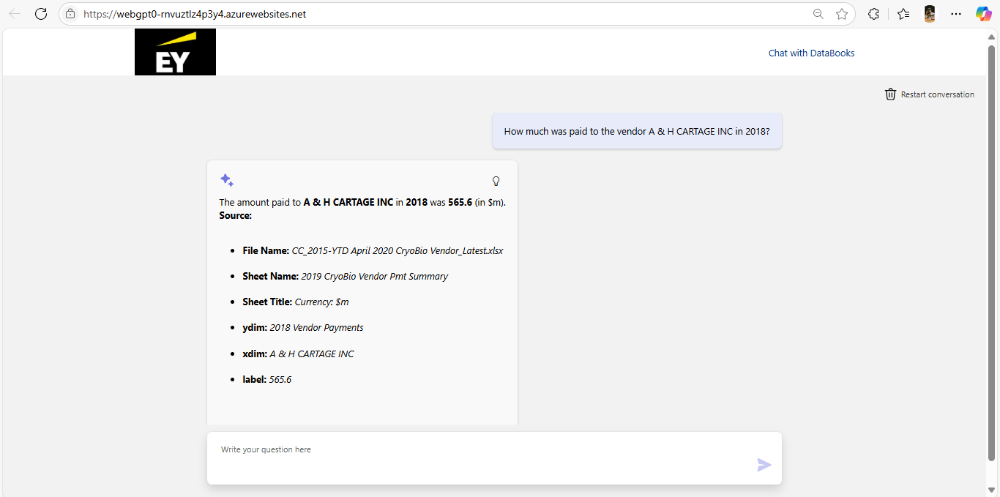 https://webgpt0-rnvuztlz4p3y4.azurewebsites.net
EY
Chat with DataBooks
Restart conversation
How much was paid to the vendor A & H CARTAGE INC in 2018?
The amount paid to A & H CARTAGE INC in 2018 was 565.6 (in $m).
Source:
File Name: CC_2015-YTD April 2020 CryoBio Vendor_Latest.xlsx
Sheet Name: 2019 CryoBio Vendor Pmt Summary
Sheet Title: Currency: $m
ydim: 2018 Vendor Payments
xdim: A & H CARTAGE INC
label: 565.6
Write your question here